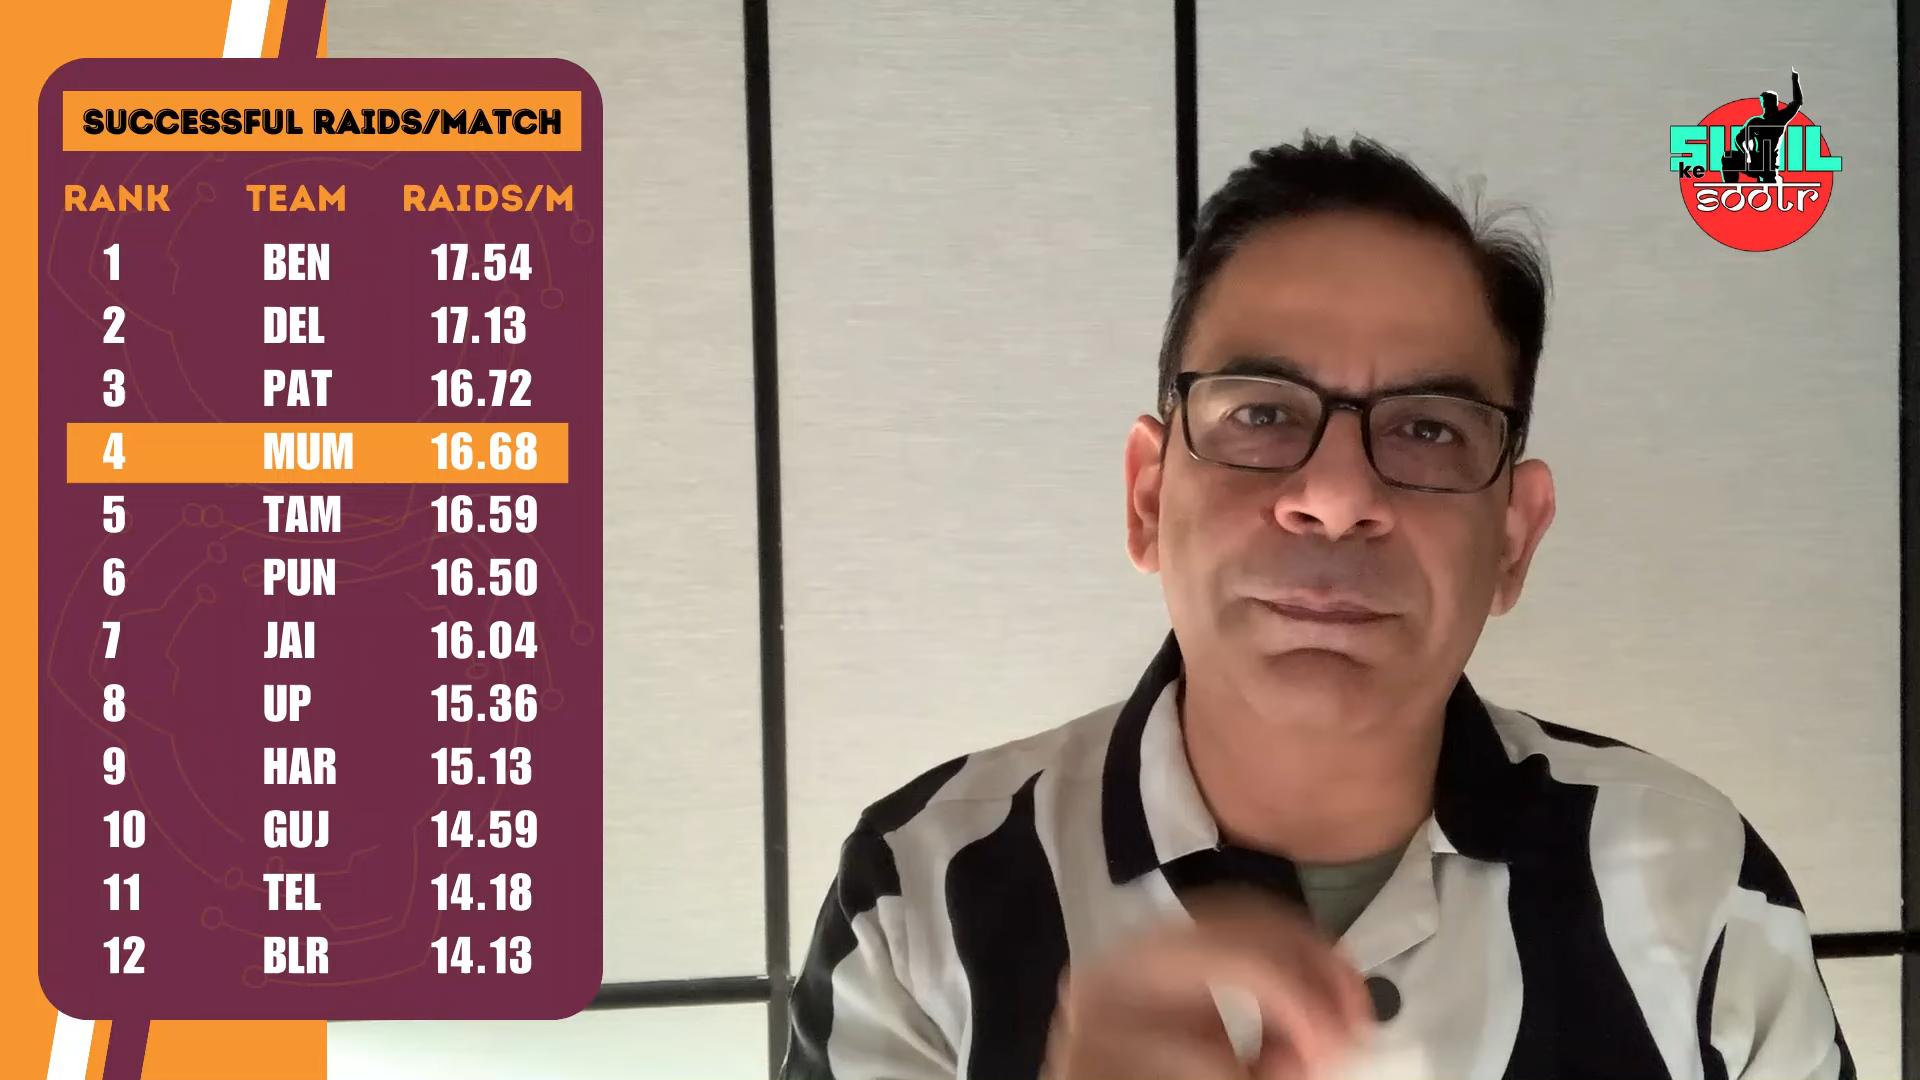 SUCCESSFUL RAIDS/MATCH
RANK TEAM RAIDS/M
1 BEN 17.54
2 DEL 17.13
3 PAT 16.72
4 MUM 16.68
5 TAM 16.59
6 PUN 16.50
7 JAI 16.04
8 UP 15.36
9 HAR 15.13
10 GUJ 14.59
11 TEL 14.18
12 BLR 14.13
SUNIL
ke
sootr